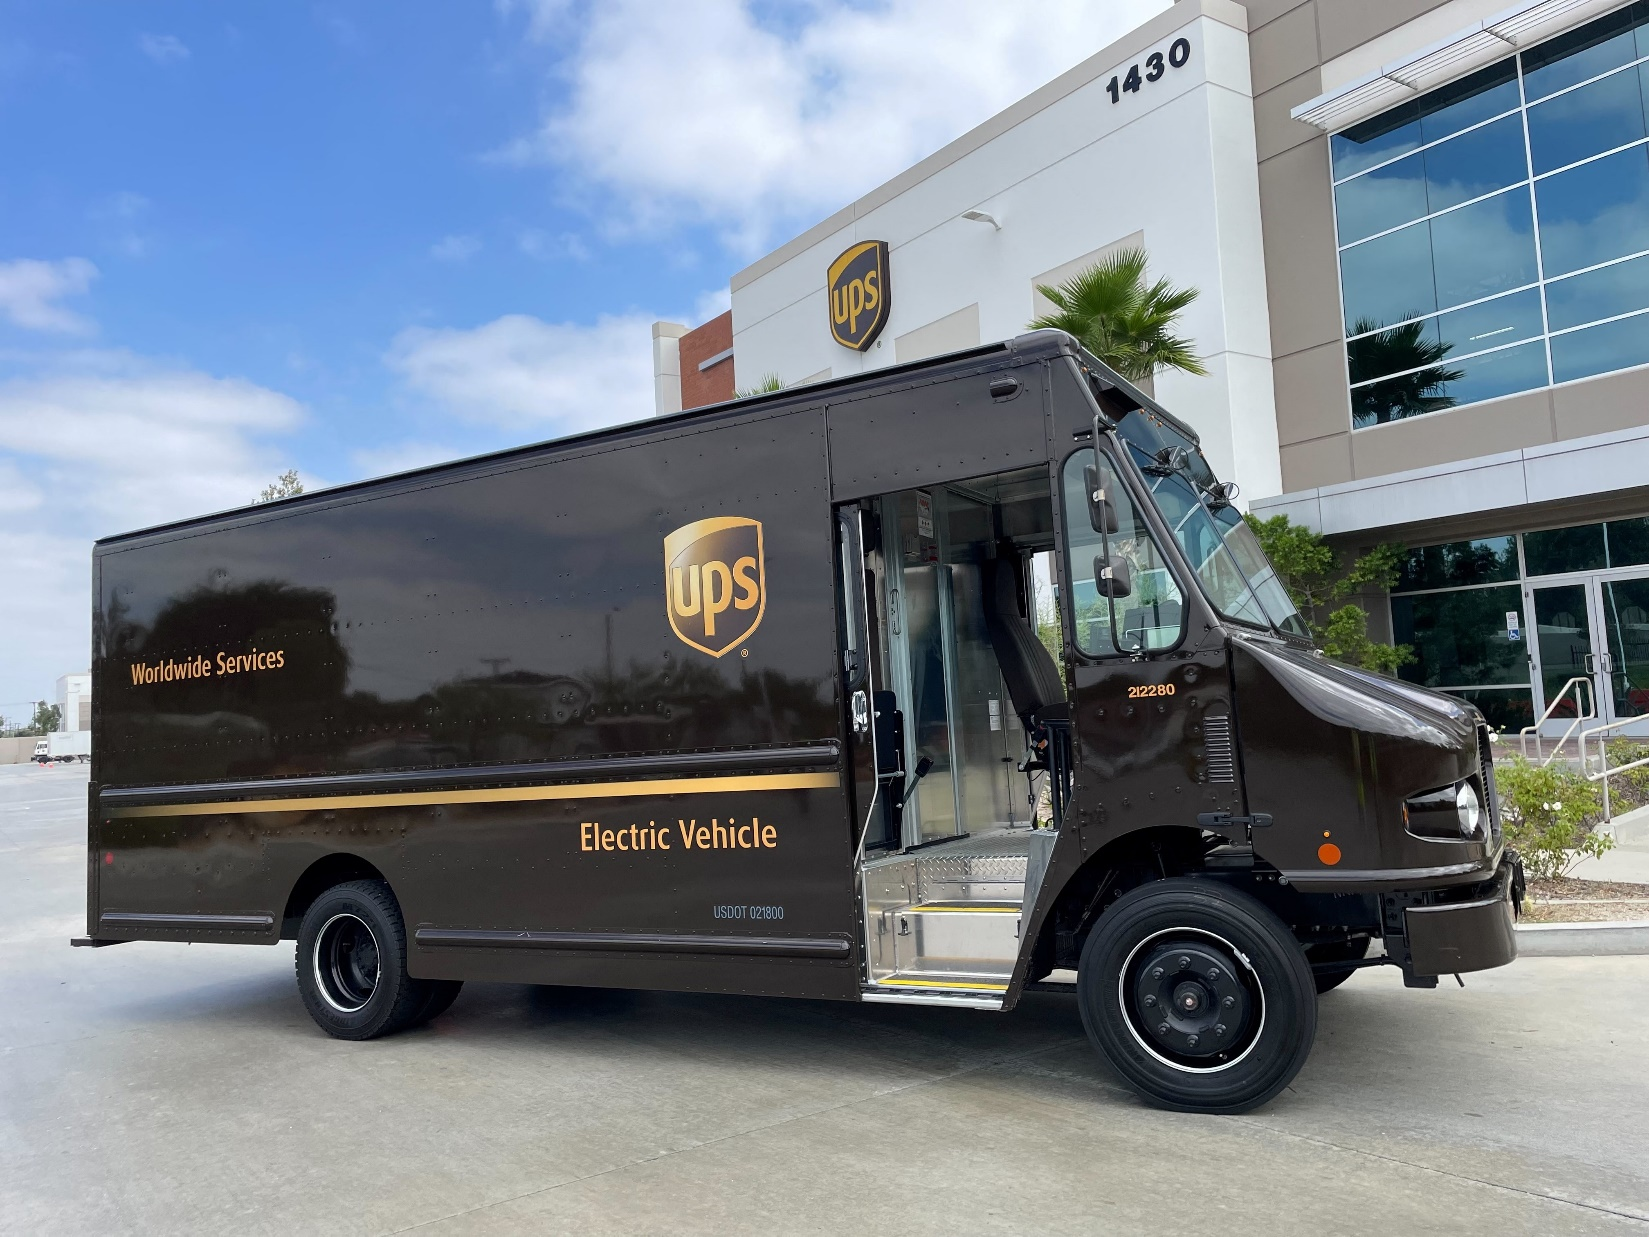 1430
ups
ups
®
Worldwide Services
212280
Electric Vehicle
USDOT 021800